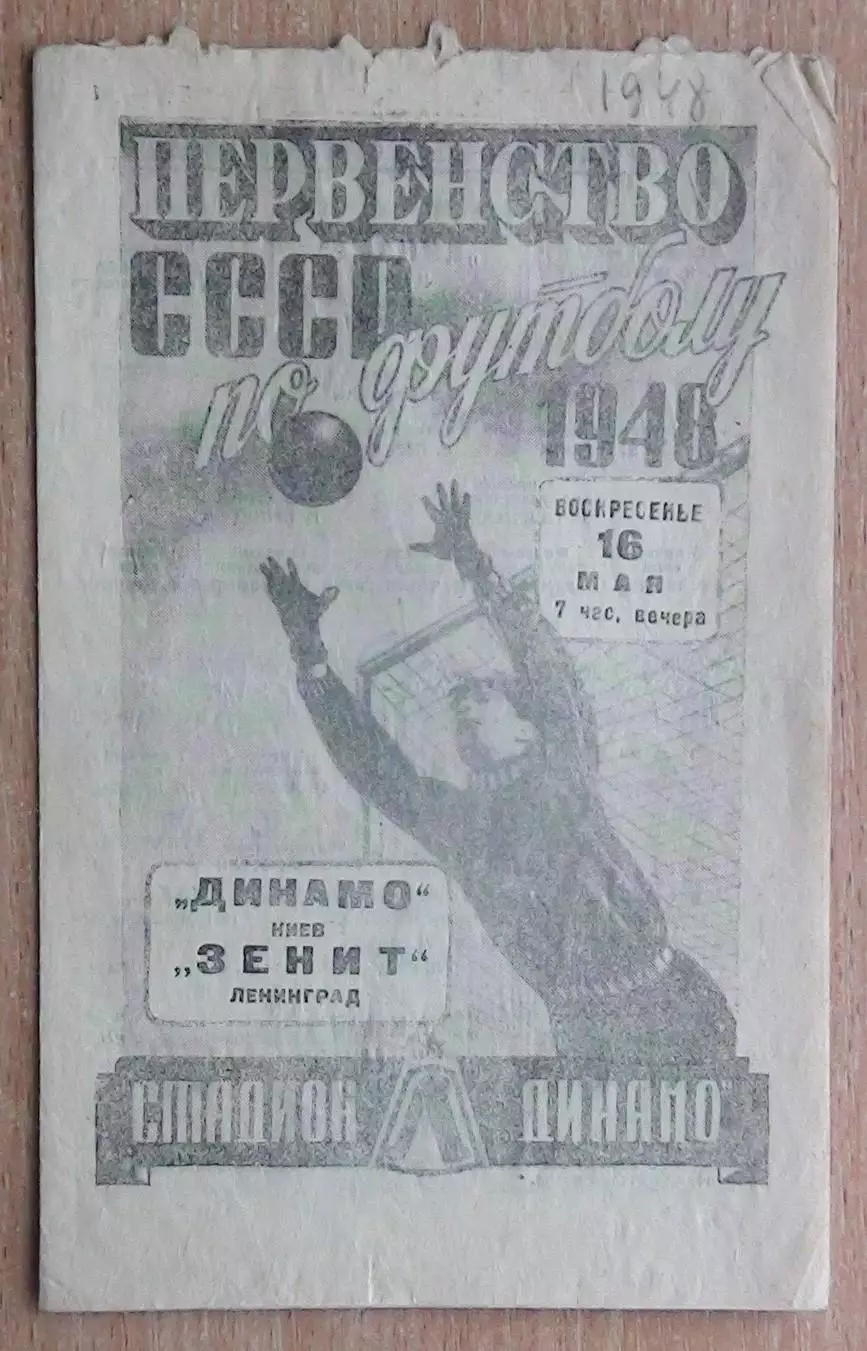 1948
ПЕРВЕНСТВО
СССР
по футболу
1948
ВОСКРЕСЕНЬЕ
16
МАЯ
7 час. вечера
„ДИНАМО“
КИЕВ
„ЗЕНИТ“
ЛЕНИНГРАД
СТАДИОН ДИНАМО